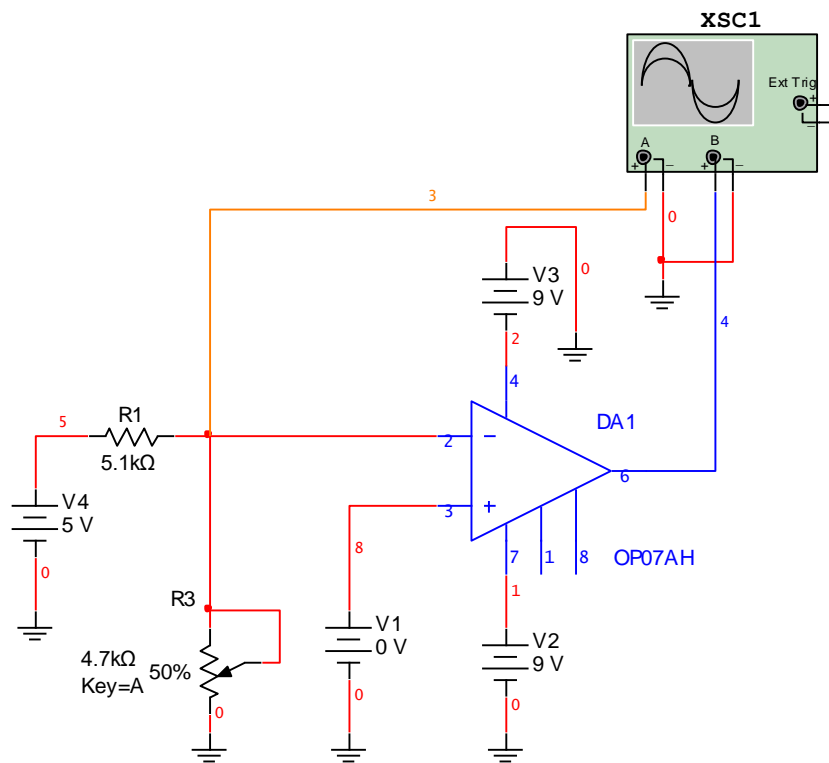 XSC1
Ext Trig
+
_
A
B
+
_
+
_
3
0
V3
9 V
0
2
4
4
R1
5
5.1kΩ
DA1
2
−
6
V4
5 V
3
+
8
7
1
8
OP07AH
0
1
R3
V1
0 V
V2
9 V
4.7kΩ
50%
Key=A
0
0
0